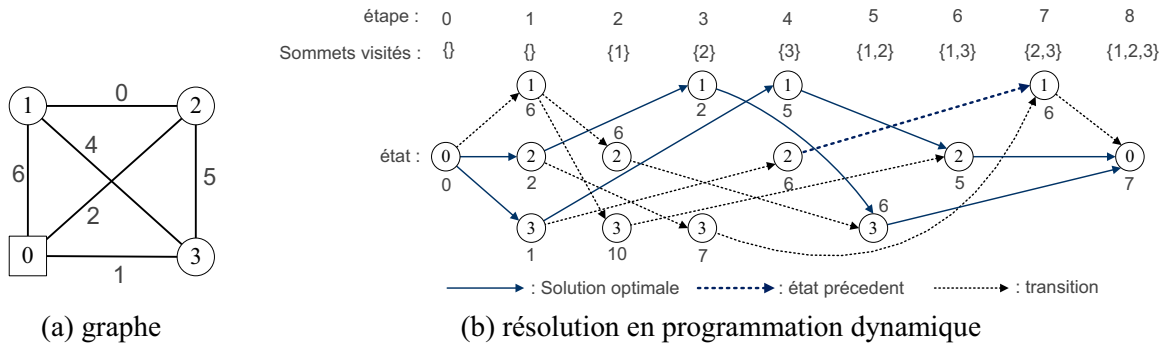 étape : 0 1 2 3 4 5 6 7 8
Sommets visités : {} {} {1} {2} {3} {1,2} {1,3} {2,3} {1,2,3}
1 0 2
6 4 2 5
0 1 3
1 1 1 1
6 2 5 6
état : 0 2 6 2 2 2 0
0 2 6 5 7
3 3 3 6 3
1 10 7
: Solution optimale : état précedent : transition
(a) graphe
(b) résolution en programmation dynamique